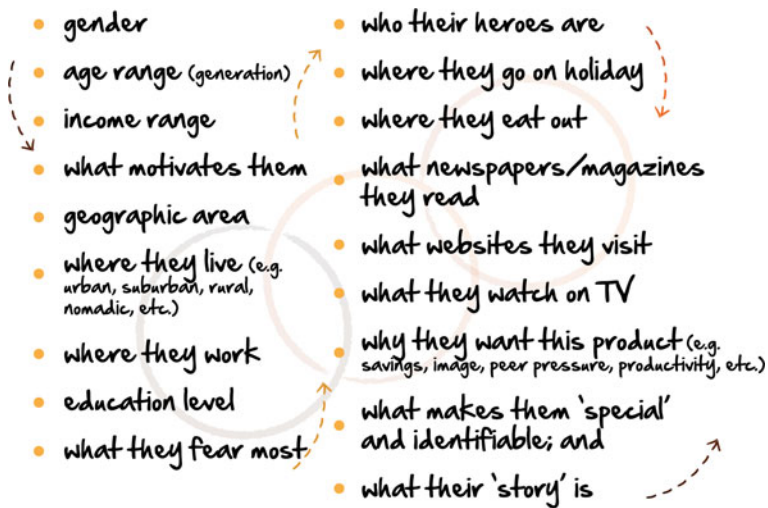 gender
age range (generation)
income range
what motivates them
geographic area
where they live (e.g.
urban, suburban, rural,
nomadic, etc.)
where they work
education level
what they fear most
who their heroes are
where they go on holiday
where they eat out
what newspapers/magazines
they read
what websites they visit
what they watch on TV
why they want this product (e.g.
savings, image, peer pressure, productivity, etc.)
what makes them 'special'
and identifiable; and
what their 'story' is